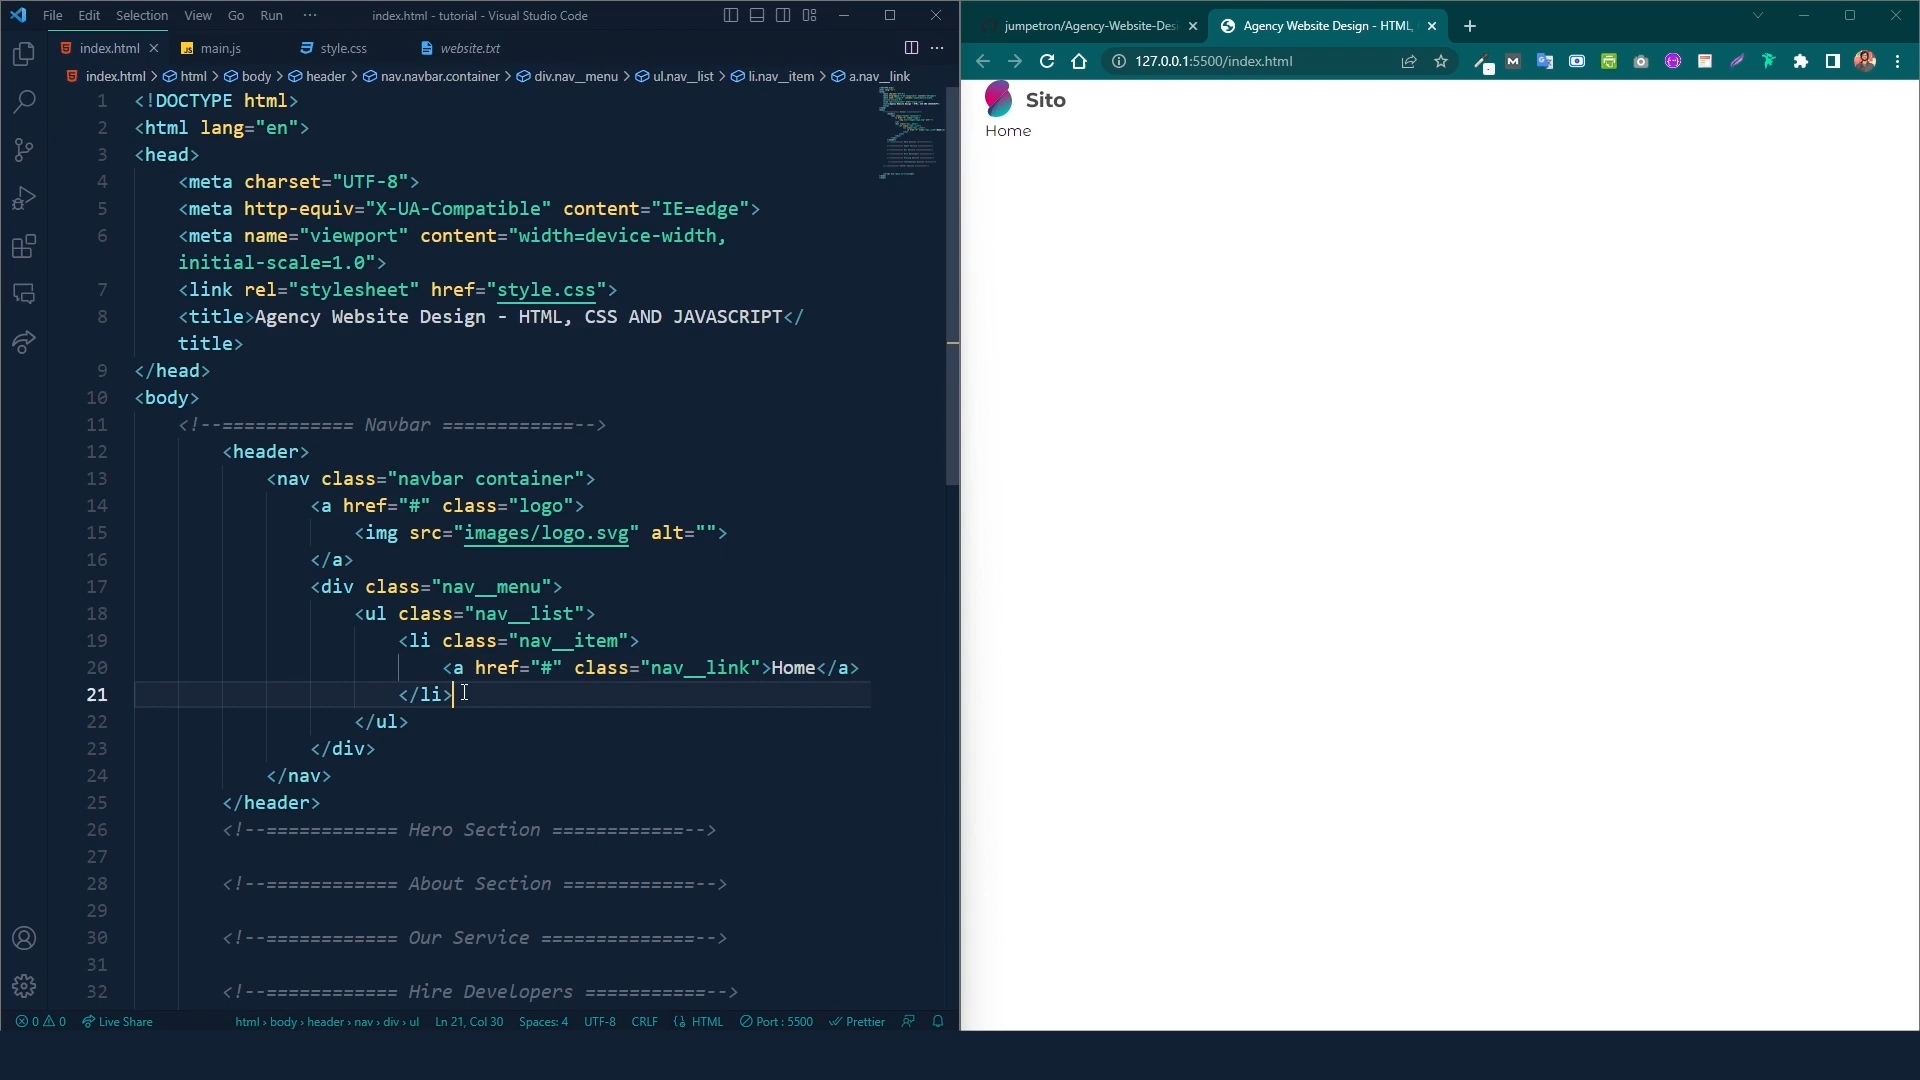 File Edit Selection View Go Run ··· index.html - tutorial - Visual Studio Code
index.html main.js style.css website.txt
index.html > html > body > header > nav.navbar.container > div.nav__menu > ul.nav__list > li.nav__item > a.nav__link
1 <!DOCTYPE html>
2 <html lang="en">
3 <head>
4 <meta charset="UTF-8">
5 <meta http-equiv="X-UA-Compatible" content="IE=edge">
6 <meta name="viewport" content="width=device-width,
initial-scale=1.0">
7 <link rel="stylesheet" href="style.css">
8 <title>Agency Website Design - HTML, CSS AND JAVASCRIPT</
title>
9 </head>
10 <body>
11 <!--============ Navbar ============-->
12 <header>
13 <nav class="navbar container">
14 <a href="#" class="logo">
15 <img src="images/logo.svg" alt="">
16 </a>
17 <div class="nav__menu">
18 <ul class="nav__list">
19 <li class="nav__item">
20 <a href="#" class="nav__link">Home</a>
21 </li>
22 </ul>
23 </div>
24 </nav>
25 </header>
26 <!--============ Hero Section ============-->
27
28 <!--============ About Section ============-->
29
30 <!--============ Our Service ==============-->
31
32 <!--============ Hire Developers ===========-->
0 0 Live Share html › body › header › nav › div › ul Ln 21, Col 30 Spaces: 4 UTF-8 CRLF HTML Port : 5500 Prettier
jumpetron/Agency-Website-Des Agency Website Design - HTML,
127.0.0.1:5500/index.html
Sito
Home